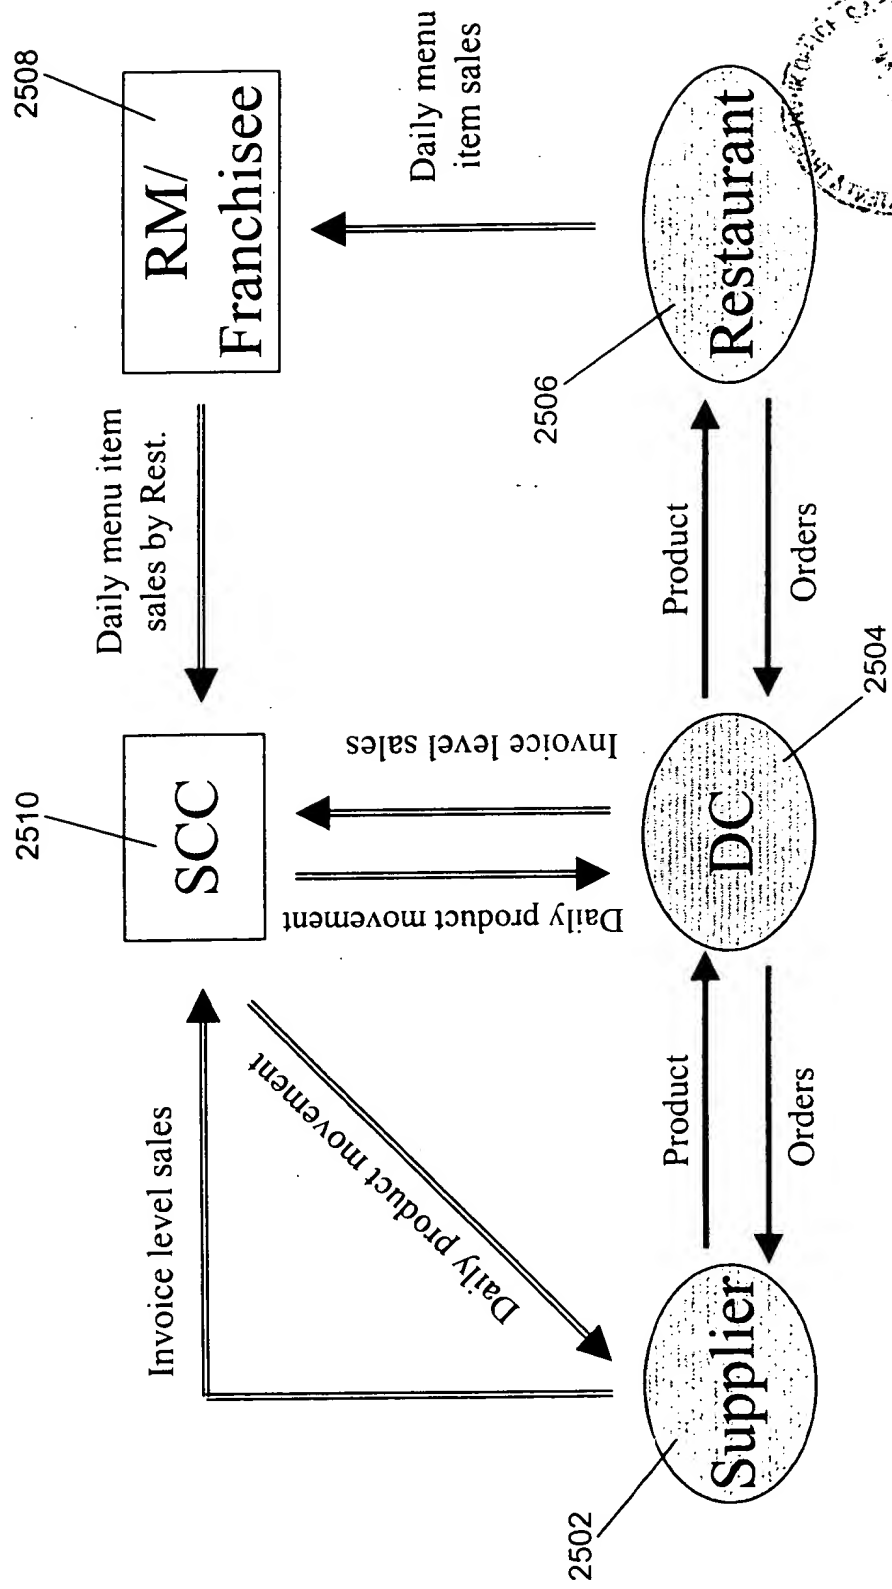 2510
2508
SCC
Daily menu item
sales by Rest.
RM/
Franchisee
Invoice level sales
Daily product movement
Daily product movement
Invoice level sales
Daily menu
item sales
2502
Supplier
Product
Orders
DC
2504
Product
Orders
2506
Restaurant